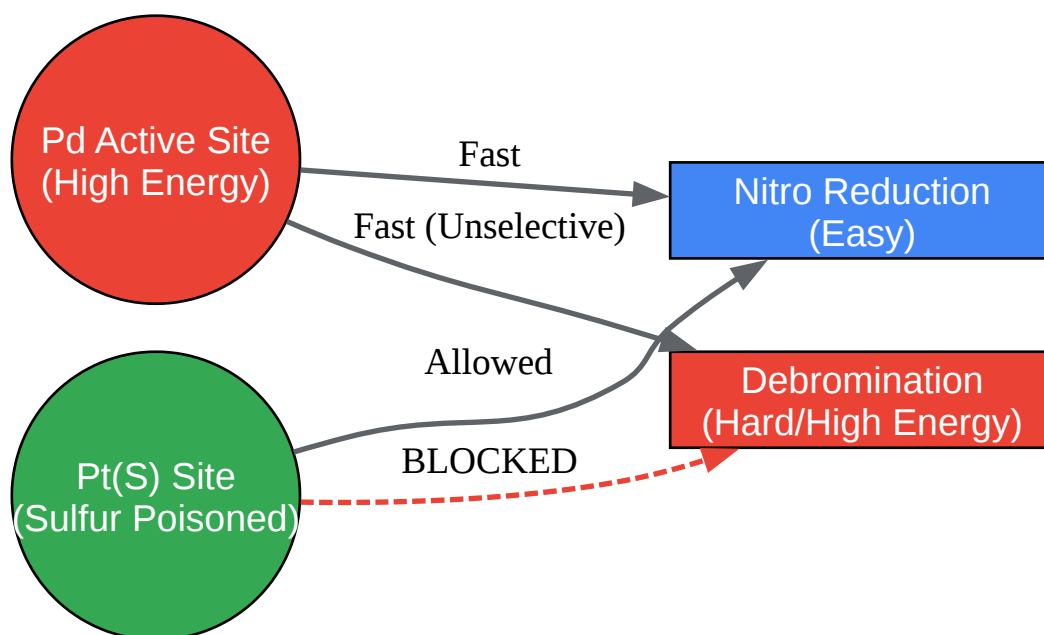 Pd Active Site
(High Energy)
Fast
Fast (Unselective)
Nitro Reduction
(Easy)
Allowed
BLOCKED
Debromination
(Hard/High Energy)
Pt(S) Site
(Sulfur Poisoned)